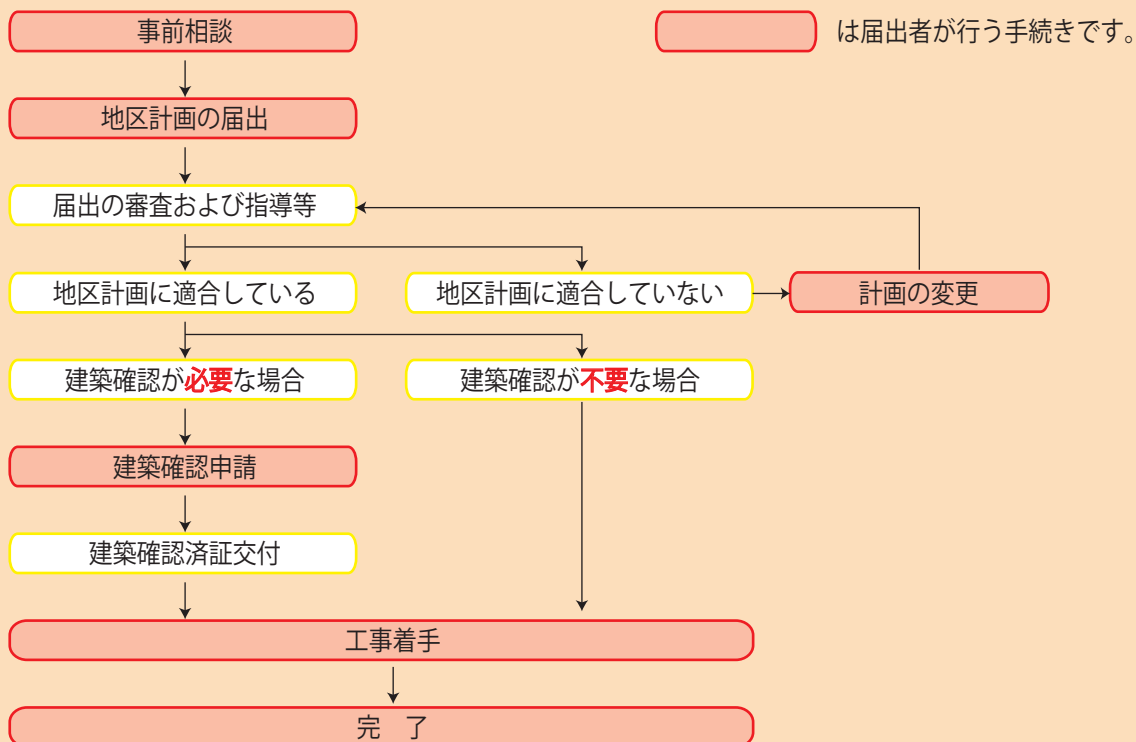 事前相談
は届出者が行う手続きです。
地区計画の届出
届出の審査および指導等
地区計画に適合している
地区計画に適合していない
計画の変更
建築確認が必要な場合
建築確認が不要な場合
建築確認申請
建築確認済証交付
工事着手
完　了